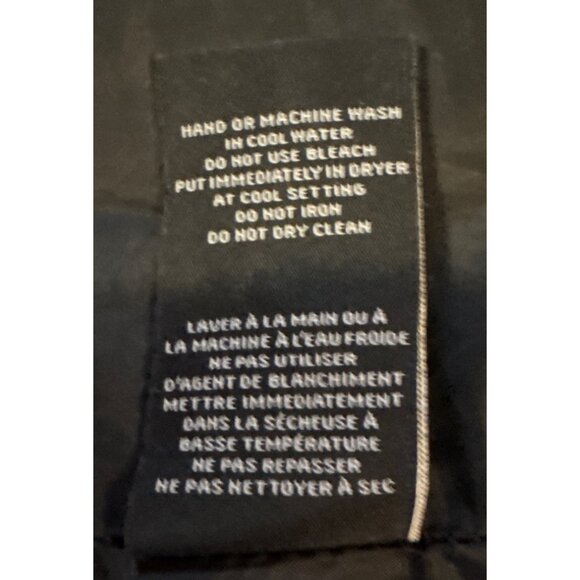 HAND OR MACHINE WASH
IN COOL WATER
DO NOT USE BLEACH
PUT IMMEDIATELY IN DRYER
AT COOL SETTING
DO NOT IRON
DO NOT DRY CLEAN
LAVER À LA MAIN OU À
LA MACHINE À L'EAU FROIDE
NE PAS UTILISER
D'AGENT DE BLANCHIMENT
METTRE IMMEDIATEMENT
DANS LA SÉCHEUSE À
BASSE TEMPÉRATURE
NE PAS REPASSER
NE PAS NETTOYER À SEC